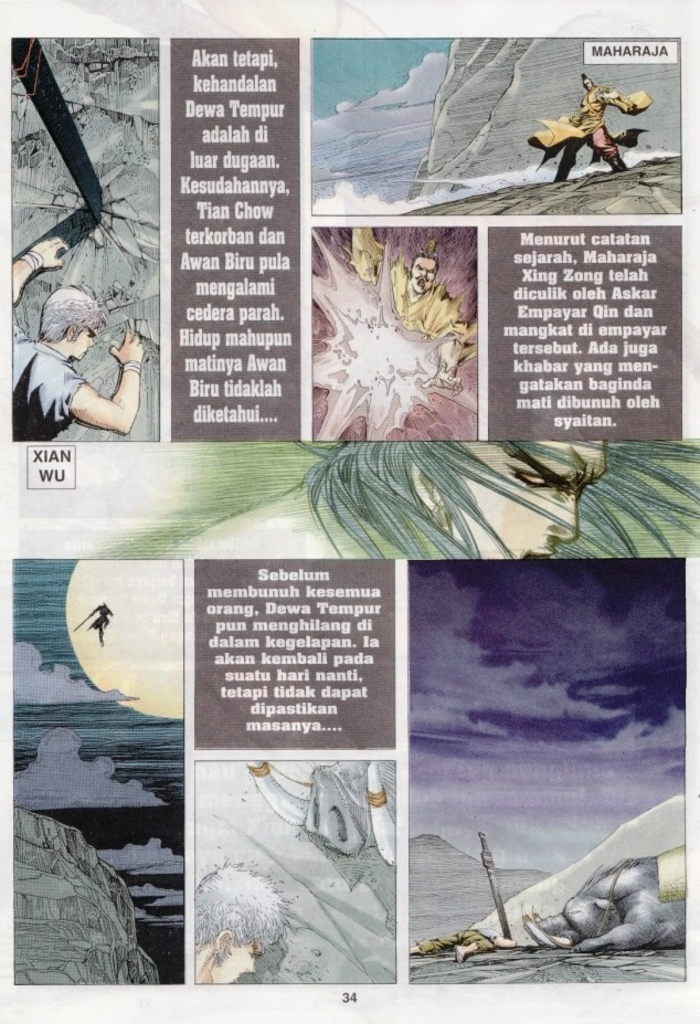 Akan tetapi,
kehandalan
Dewa Tempur
adalah di
luar dugaan.
Kesudahannya,
Tian Chow
terkorban dan
Awan Biru pula
mengalami
cedera parah.
Hidup mahupun
matinya Awan
Biru tidaklah
diketahui....
MAHARAJA
Menurut catatan
sejarah, Maharaja
Xing Zong telah
diculik oleh Askar
Empayar Qin dan
mangkat di empayar
tersebut. Ada juga
khabar yang men-
gatakan baginda
mati dibunuh oleh
syaitan.
XIAN
WU
Sebelum
membunuh kesemua
orang, Dewa Tempur
pun menghilang di
dalam kegelapan. Ia
akan kembali pada
suatu hari nanti,
tetapi tidak dapat
dipastikan
masanya....
34